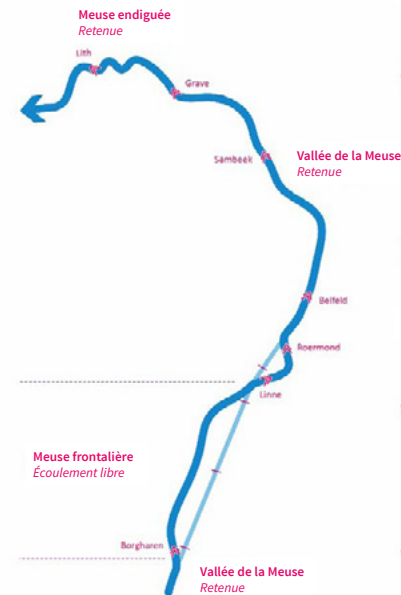 Meuse endiguée
Retenue
Lith
Grave
Sambeek
Vallée de la Meuse
Retenue
Belfeld
Roermond
Linne
Meuse frontalière
Écoulement libre
Borgharen
Vallée de la Meuse
Retenue